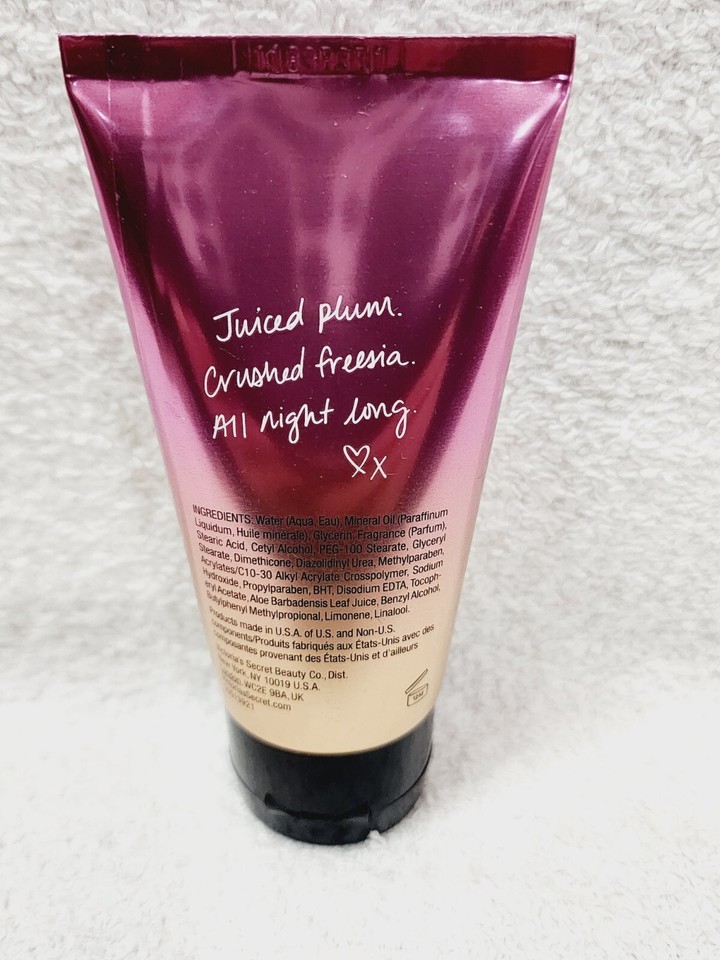 Juiced plum.
Crushed freesia.
All night long.
X
INGREDIENTS: Water (Aqua, Eau), Mineral Oil (Paraffinum
Liquidum, Huile minérale), Glycerin, Fragrance (Parfum),
Stearic Acid, Cetyl Alcohol, PEG-100 Stearate, Glyceryl
Stearate, Dimethicone, Diazolidinyl Urea, Methylparaben,
Acrylates/C10-30 Alkyl Acrylate Crosspolymer, Sodium
Hydroxide, Propylparaben, BHT, Disodium EDTA, Tocoph-
eryl Acetate, Aloe Barbadensis Leaf Juice, Benzyl Alcohol,
Butylphenyl Methylpropional, Limonene, Linalool.
Products made in U.S.A. of U.S. and Non-U.S.
components/Produits fabriqués aux États-Unis avec des
composantes provenant des États-Unis et d'ailleurs
Victoria's Secret Beauty Co., Dist.
New York, NY 10019 U.S.A.
London, WC2E 9BA, UK
VictoriasSecret.com